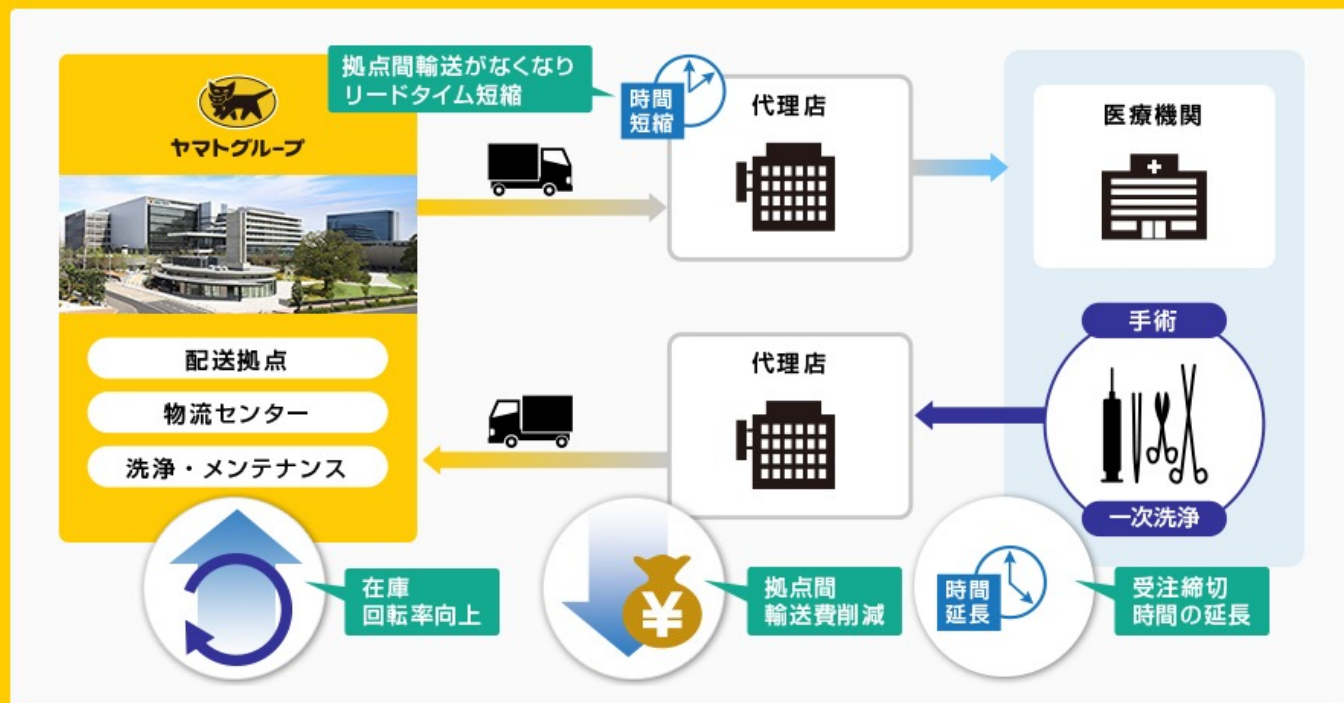 拠点間輸送がなくなり
リードタイム短縮
時間
短縮
代理店
医療機関
ヤマトグループ
手術
代理店
配送拠点
物流センター
洗浄・メンテナンス
一次洗浄
在庫
回転率向上
¥
拠点間
輸送費削減
時間
延長
受注締切
時間の延長